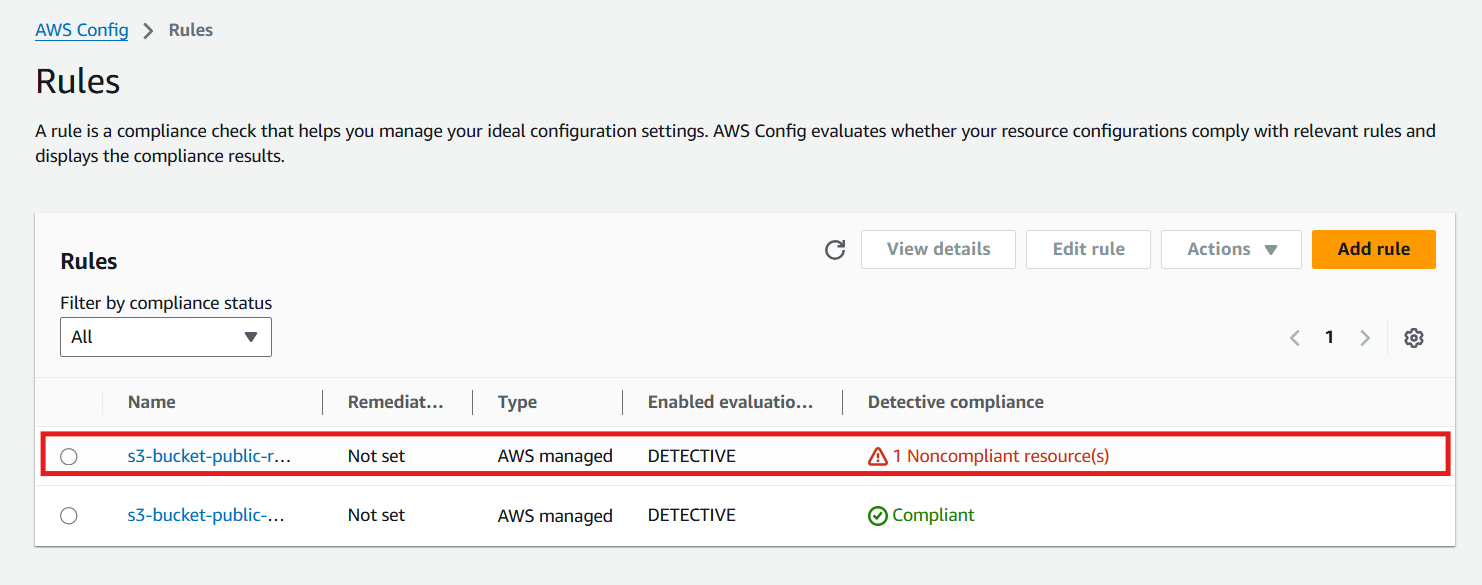 AWS Config > Rules
Rules
A rule is a compliance check that helps you manage your ideal configuration settings. AWS Config evaluates whether your resource configurations comply with relevant rules and
displays the compliance results.
Rules
View details Edit rule Actions Add rule
Filter by compliance status
All
1
Name Remediat... Type Enabled evaluatio... Detective compliance
s3-bucket-public-r... Not set AWS managed DETECTIVE 1 Noncompliant resource(s)
s3-bucket-public-... Not set AWS managed DETECTIVE Compliant